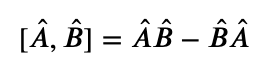 [Â, B̂] = ÂB̂ − B̂Â